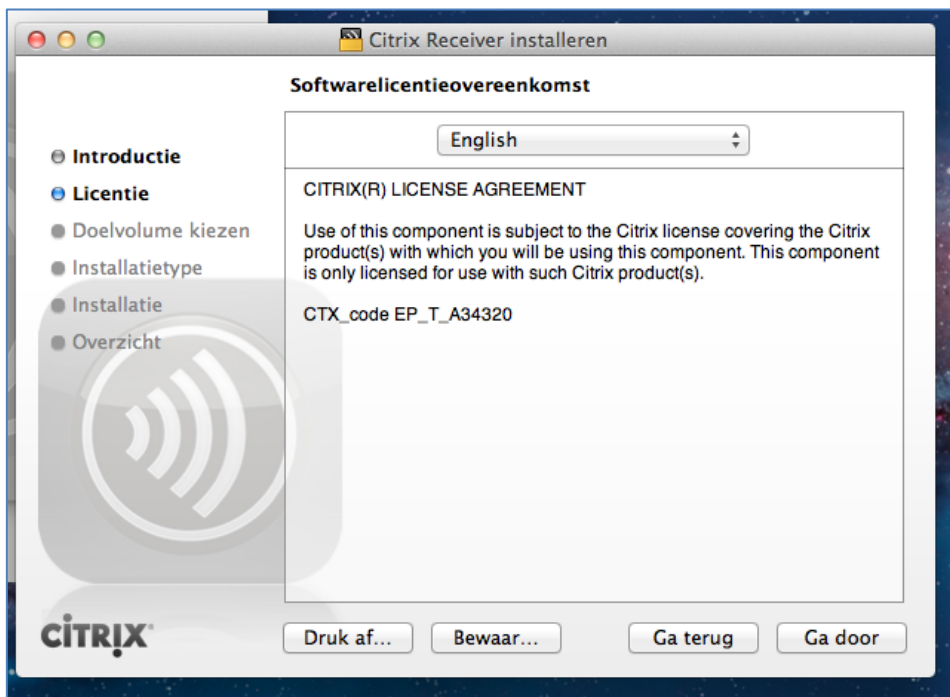 Citrix Receiver installeren
Softwarelicentieovereenkomst
Introductie
Licentie
Doelvolume kiezen
Installatietype
Installatie
Overzicht
English
CITRIX(R) LICENSE AGREEMENT
Use of this component is subject to the Citrix license covering the Citrix
product(s) with which you will be using this component. This component
is only licensed for use with such Citrix product(s).
CTX_code EP_T_A34320
CITRIX
Druk af...
Bewaar...
Ga terug
Ga door